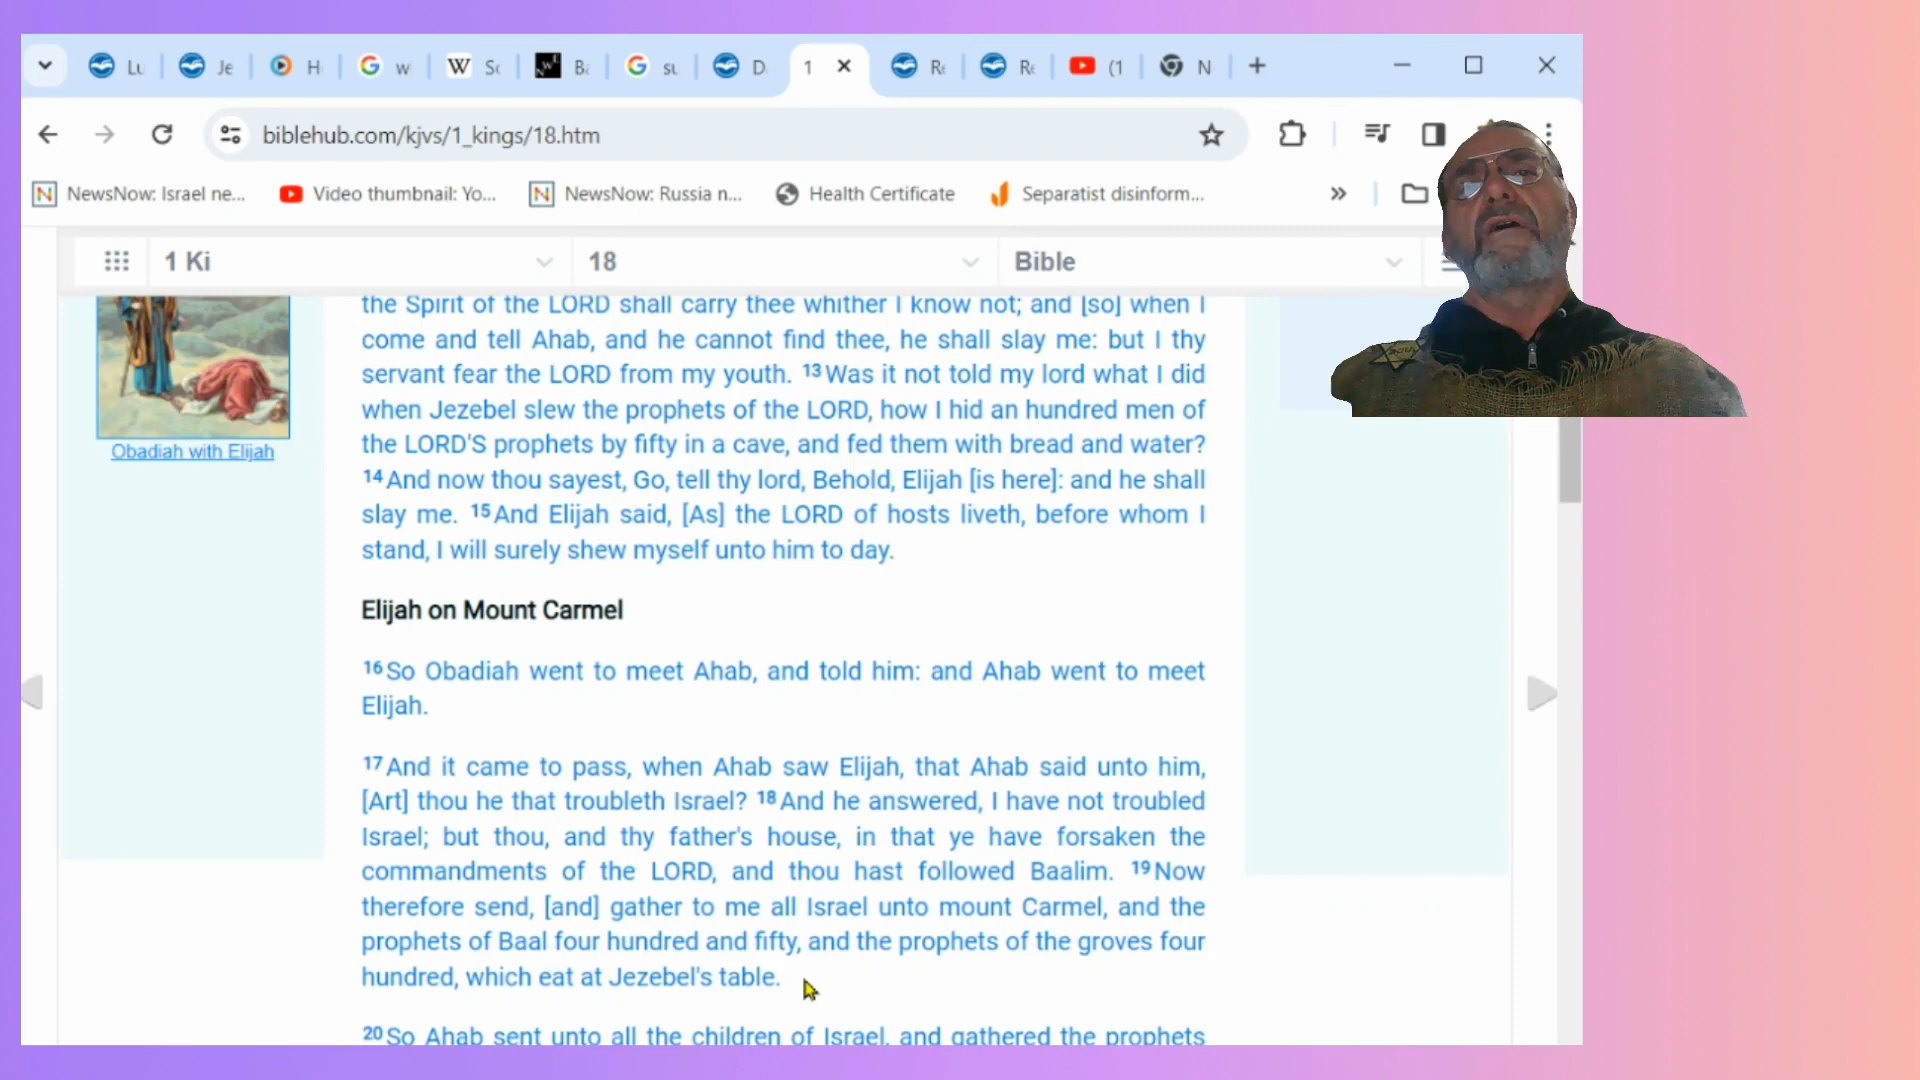 Lu
Je
H
G
w
W
So
Ba
G
su
D
1
Re
Re
(1
N
biblehub.com/kjvs/1_kings/18.htm
N NewsNow: Israel ne...
Video thumbnail: Yo...
N NewsNow: Russia n...
Health Certificate
Separatist disinform...
1 Ki
18
Bible
the Spirit of the LORD shall carry thee whither I know not; and [so] when I
come and tell Ahab, and he cannot find thee, he shall slay me: but I thy
servant fear the LORD from my youth. 13 Was it not told my lord what I did
when Jezebel slew the prophets of the LORD, how I hid an hundred men of
the LORD'S prophets by fifty in a cave, and fed them with bread and water?
14 And now thou sayest, Go, tell thy lord, Behold, Elijah [is here]: and he shall
slay me. 15 And Elijah said, [As] the LORD of hosts liveth, before whom I
stand, I will surely shew myself unto him to day.
Obadiah with Elijah
Elijah on Mount Carmel
16 So Obadiah went to meet Ahab, and told him: and Ahab went to meet
Elijah.
17 And it came to pass, when Ahab saw Elijah, that Ahab said unto him,
[Art] thou he that troubleth Israel? 18 And he answered, I have not troubled
Israel; but thou, and thy father's house, in that ye have forsaken the
commandments of the LORD, and thou hast followed Baalim. 19 Now
therefore send, [and] gather to me all Israel unto mount Carmel, and the
prophets of Baal four hundred and fifty, and the prophets of the groves four
hundred, which eat at Jezebel's table.
20 So Ahab sent unto all the children of Israel, and gathered the prophets